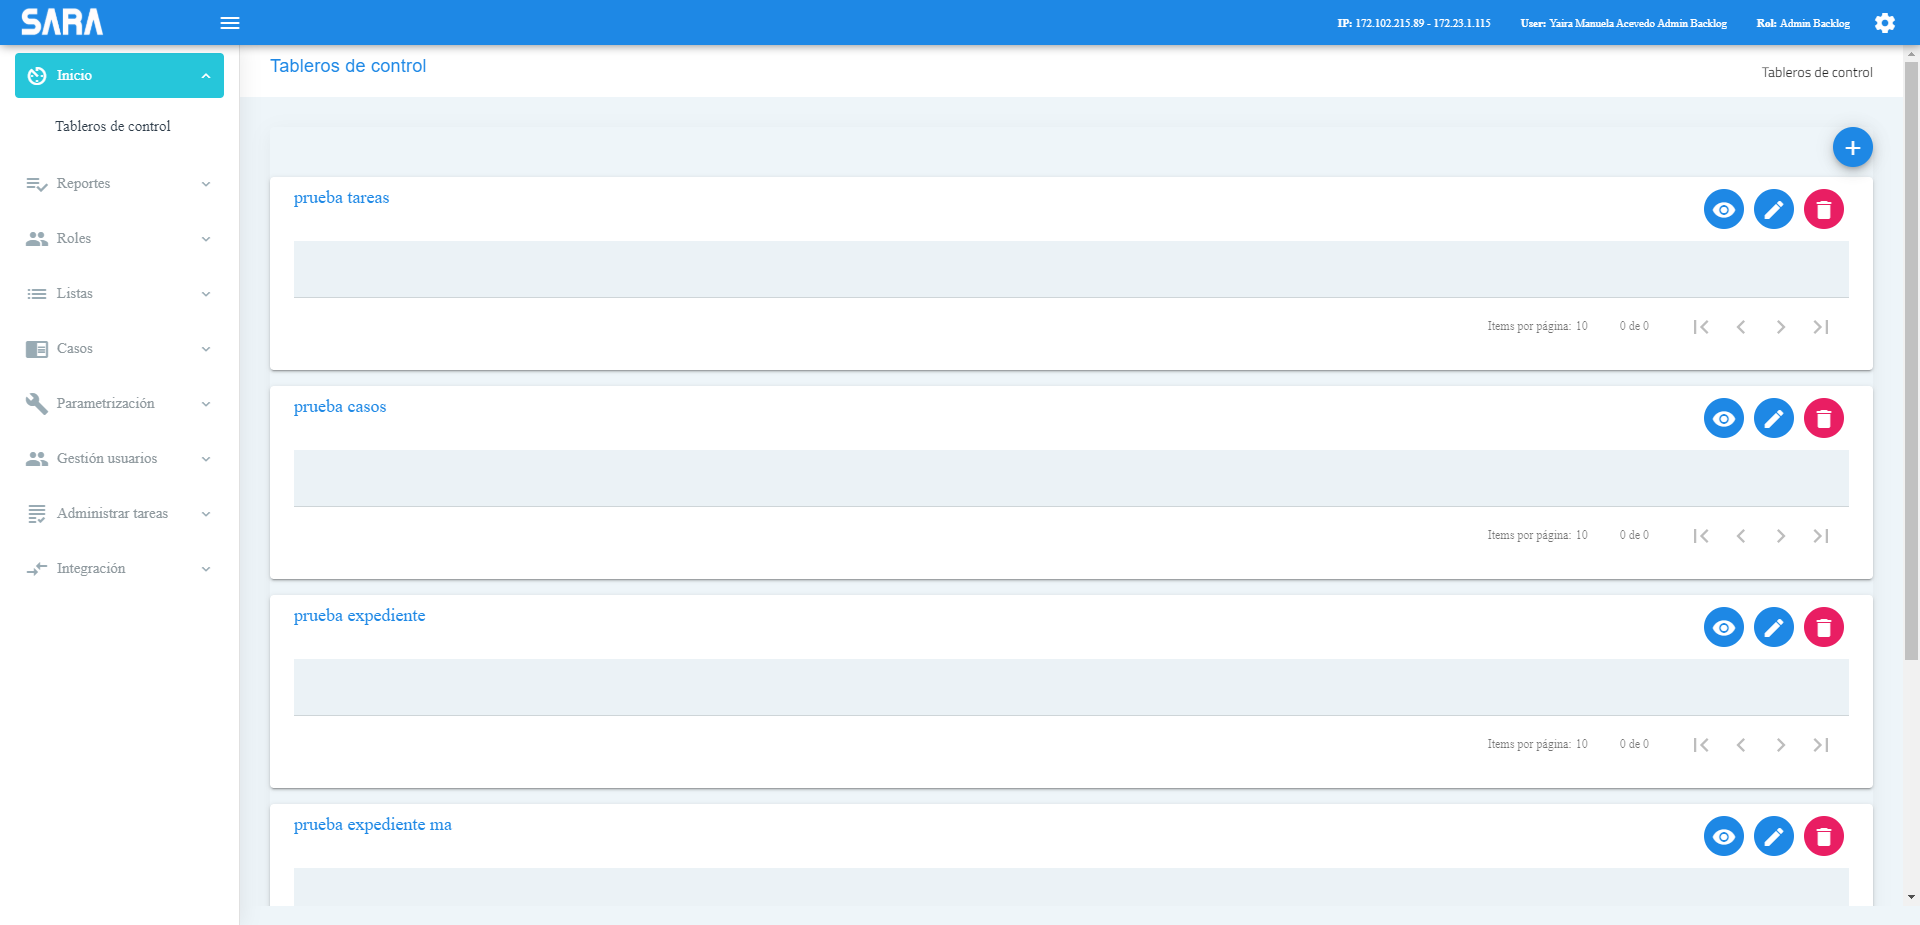 SARA
IP: 172.102.215.89 - 172.23.1.115 User: Yaira Manuela Acevedo Admin Backlog Rol: Admin Backlog
Inicio
Tableros de control
Reportes
Roles
Listas
Casos
Parametrización
Gestión usuarios
Administrar tareas
Integración
Tableros de control
Tableros de control
prueba tareas
Items por página: 10 0 de 0
prueba casos
Items por página: 10 0 de 0
prueba expediente
Items por página: 10 0 de 0
prueba expediente ma